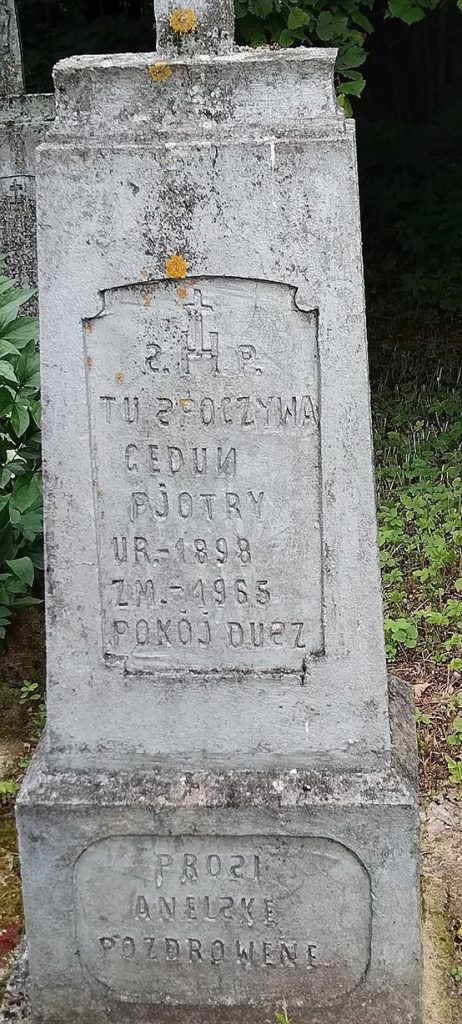 S. P.
TU SPOCZYWA
GEDUN
PJOTRY
UR.-1898
ZM.-1965
POKÓJ DUSZ
PROSI
ANELSKE
POZDROWENE